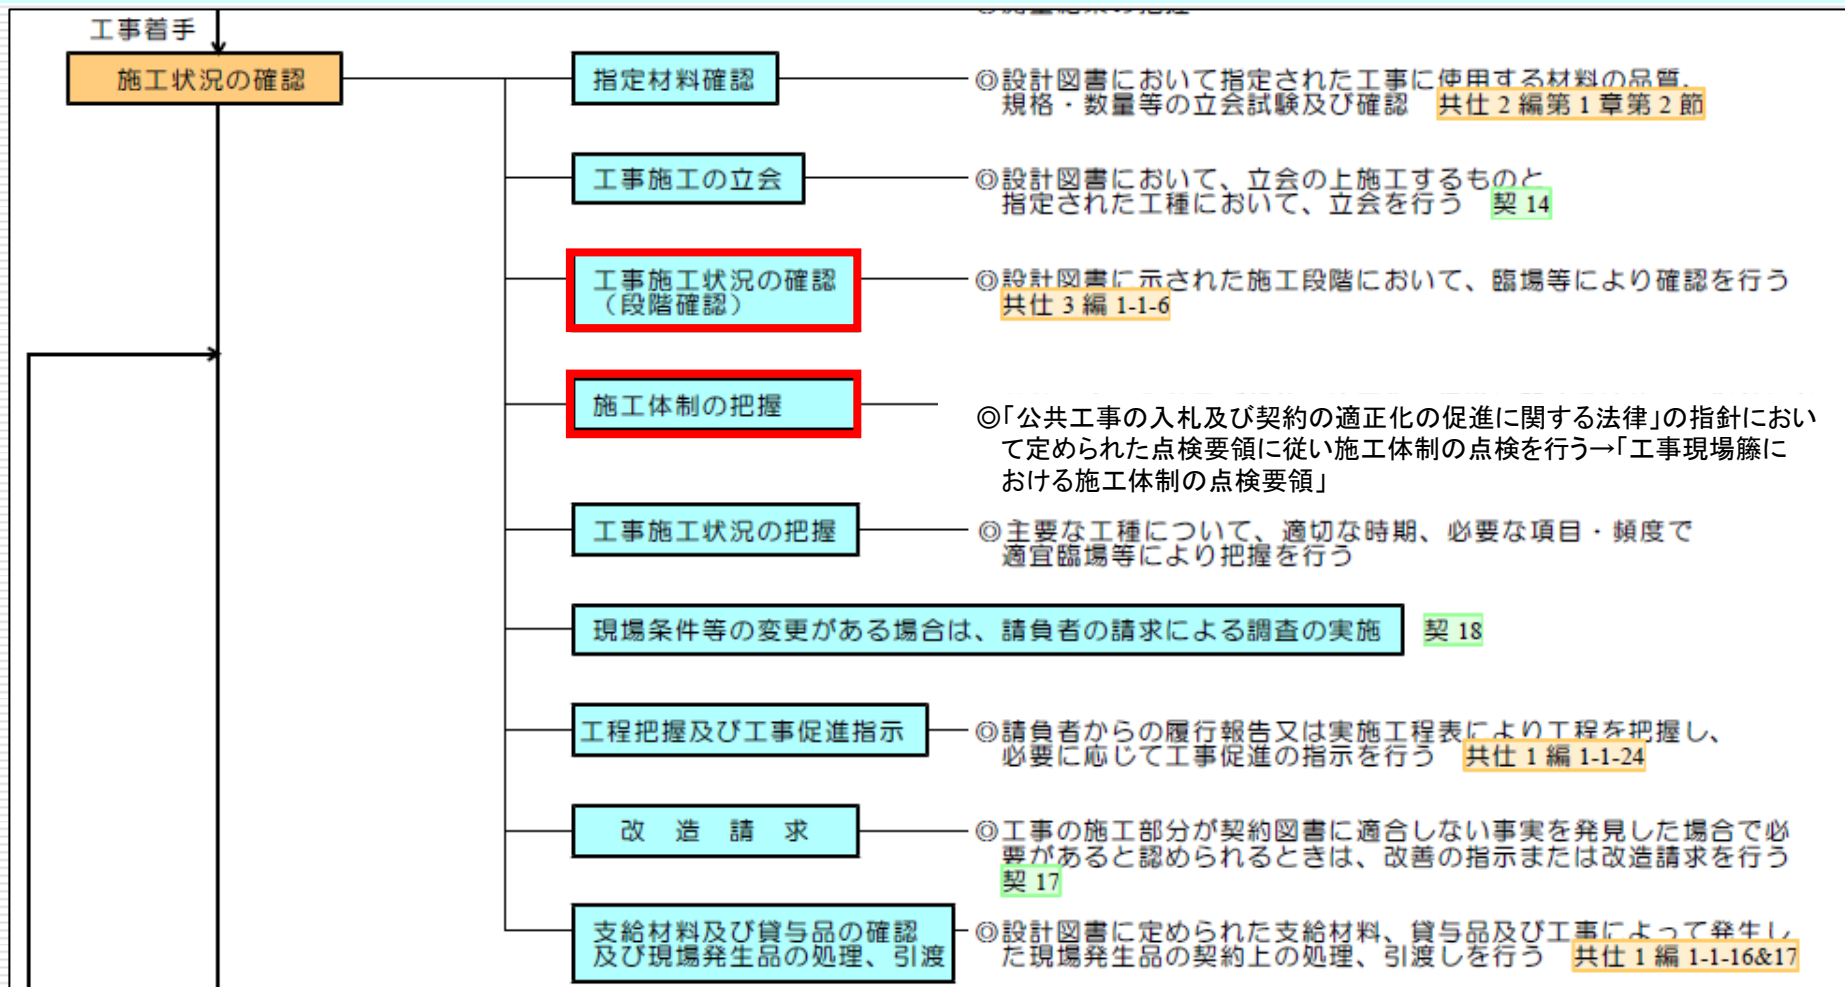 工事着手
施工状況の確認
指定材料確認
◎設計図書において指定された工事に使用する材料の品質、
規格・数量等の立会試験及び確認 共仕 2 編第 1 章第 2 節
工事施工の立会
◎設計図書において、立会の上施工するものと
指定された工種において、立会を行う 契 14
工事施工状況の確認
(段階確認)
◎設計図書に示された施工段階において、臨場等により確認を行う
共仕 3 編 1-1-6
施工体制の把握
◎「公共工事の入札及び契約の適正化の促進に関する法律」の指針におい
て定められた点検要領に従い施工体制の点検を行う→「工事現場籐に
おける施工体制の点検要領」
工事施工状況の把握
◎主要な工種について、適切な時期、必要な項目・頻度で
適宜臨場等により把握を行う
現場条件等の変更がある場合は、請負者の請求による調査の実施 契 18
工程把握及び工事促進指示
◎請負者からの履行報告又は実施工程表により工程を把握し、
必要に応じて工事促進の指示を行う 共仕 1 編 1-1-24
改 造 請 求
◎工事の施工部分が契約図書に適合しない事実を発見した場合で必
要があると認められるときは、改善の指示または改造請求を行う
契 17
支給材料及び貸与品の確認
及び現場発生品の処理、引渡
◎設計図書に定められた支給材料、貸与品及び工事によって発生し
た現場発生品の契約上の処理、引渡しを行う 共仕 1 編 1-1-16&17